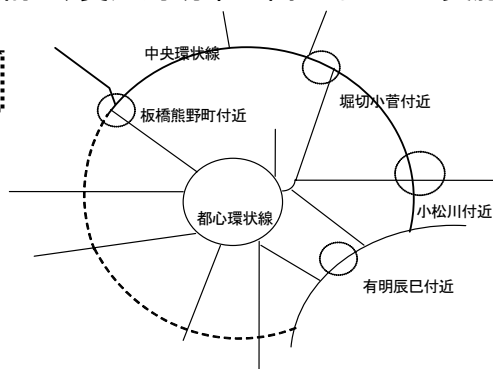 中央環状線
堀切小菅付近
板橋熊野町付近
小松川付近
都心環状線
有明辰巳付近